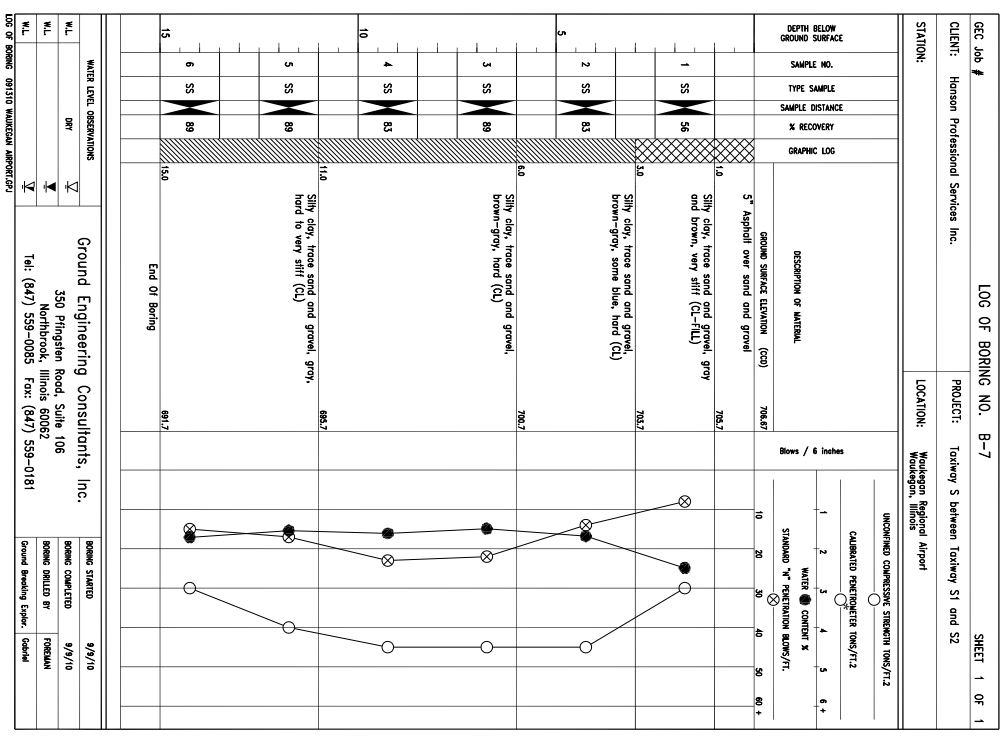 LOG OF BORING NO. B-7
SHEET 1 OF 1
GEC Job #
CLIENT: Hanson Professional Services Inc.
PROJECT: Taxiway S between Taxiway S1 and S2
STATION:
LOCATION: Waukegan Regional Airport
Waukegan, Illinois
DEPTH BELOW
GROUND SURFACE
SAMPLE NO.
TYPE SAMPLE
SAMPLE DISTANCE
% RECOVERY
GRAPHIC LOG
DESCRIPTION OF MATERIAL
GROUND SURFACE ELEVATION (CCD) 706.67
Blows / 6 inches
UNCONFINED COMPRESSIVE STRENGTH TONS/FT.2
CALIBRATED PENETROMETER TONS/FT.2
*
1 2 3 4 5 6 +
WATER CONTENT %
STANDARD "N" PENETRATION BLOWS/FT.
10 20 30 40 50 60 +
5" Asphalt over sand and gravel
1.0 705.7
1 SS 56
Silty clay, trace sand and gravel, gray
and brown, very stiff (CL-FILL)
3.0 703.7
2 SS 83
Silty clay, trace sand and gravel,
brown-gray, some blue, hard (CL)
5
6.0 700.7
3 SS 89
Silty clay, trace sand and gravel,
brown-gray, hard (CL)
4 SS 83
10
11.0 695.7
5 SS 89
Silty clay, trace sand and gravel, gray,
hard to very stiff (CL)
6 SS 89
15
15.0 691.7
End Of Boring
WATER LEVEL OBSERVATIONS
W.L. DRY
W.L.
W.L.
Ground Engineering Consultants, Inc.
350 Pfingsten Road, Suite 106
Northbrook, Illinois 60062
Tel: (847) 559-0085 Fax: (847) 559-0181
BORING STARTED 9/9/10
BORING COMPLETED 9/9/10
BORING DRILLED BY FOREMAN
Ground Breaking Explor. Gabriel
LOG OF BORING 091310 WAUKEGAN AIRPORT.GPJ